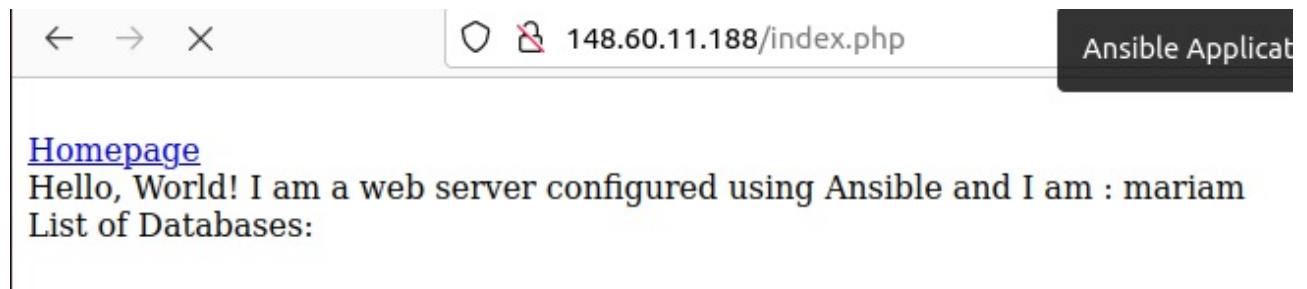 148.60.11.188/index.php
Ansible Applicat
Homepage
Hello, World! I am a web server configured using Ansible and I am : mariam
List of Databases: